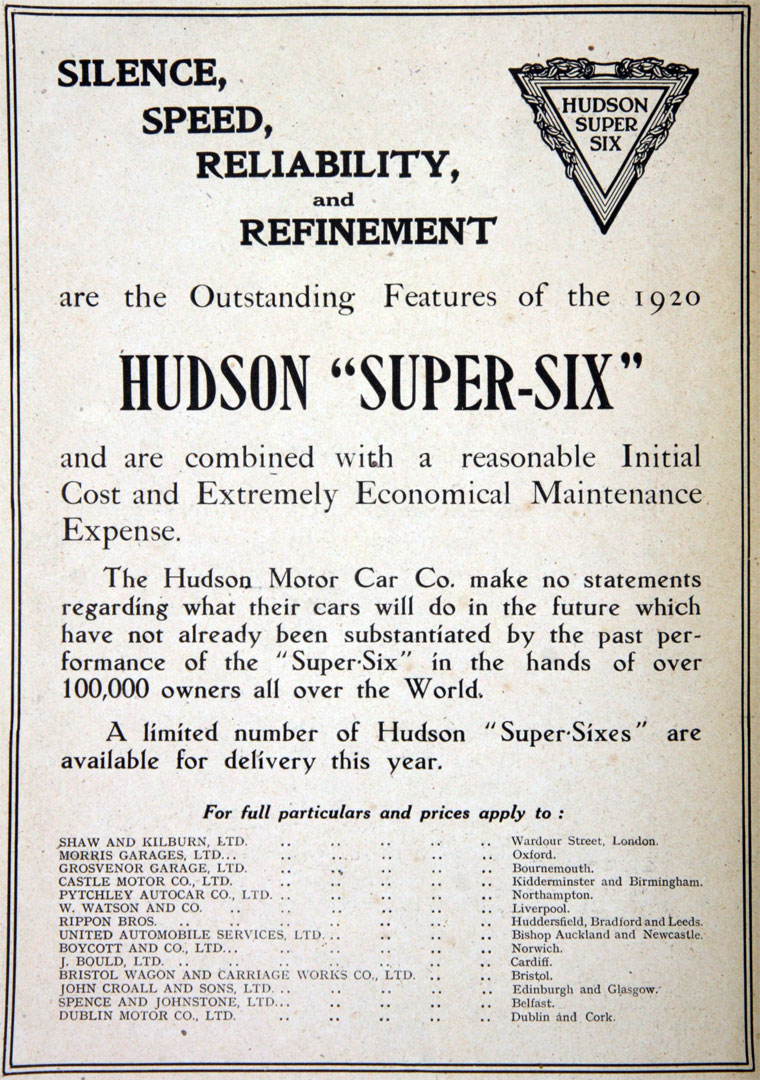 SILENCE,
SPEED,
RELIABILITY,
and
REFINEMENT
HUDSON
SUPER
SIX
are the Outstanding Features of the 1920
HUDSON "SUPER-SIX"
and are combined with a reasonable Initial
Cost and Extremely Economical Maintenance
Expense.
The Hudson Motor Car Co. make no statements
regarding what their cars will do in the future which
have not already been substantiated by the past per-
formance of the "Super-Six" in the hands of over
100,000 owners all over the World.
A limited number of Hudson "Super-Sixes" are
available for delivery this year.
For full particulars and prices apply to :
SHAW AND KILBURN, LTD. .. .. .. .. .. Wardour Street, London.
MORRIS GARAGES, LTD... .. .. .. .. .. Oxford.
GROSVENOR GARAGE, LTD. .. .. .. .. .. Bournemouth.
CASTLE MOTOR CO., LTD. .. .. .. .. .. Kidderminster and Birmingham.
PYTCHLEY AUTOCAR CO., LTD. .. .. .. .. .. Northampton.
W. WATSON AND CO. .. .. .. .. .. .. Liverpool.
RIPPON BROS. .. .. .. .. .. .. .. Huddersfield, Bradford and Leeds.
UNITED AUTOMOBILE SERVICES, LTD. .. .. .. .. Bishop Auckland and Newcastle.
BOYCOTT AND CO., LTD... .. .. .. .. .. Norwich.
J. BOULD, LTD. .. .. .. .. .. .. .. Cardiff.
BRISTOL WAGON AND CARRIAGE WORKS CO., LTD. .. .. Bristol.
JOHN CROALL AND SONS, LTD. .. .. .. .. .. Edinburgh and Glasgow.
SPENCE AND JOHNSTONE, LTD... .. .. .. .. Belfast.
DUBLIN MOTOR CO., LTD. .. .. .. .. .. Dublin and Cork.